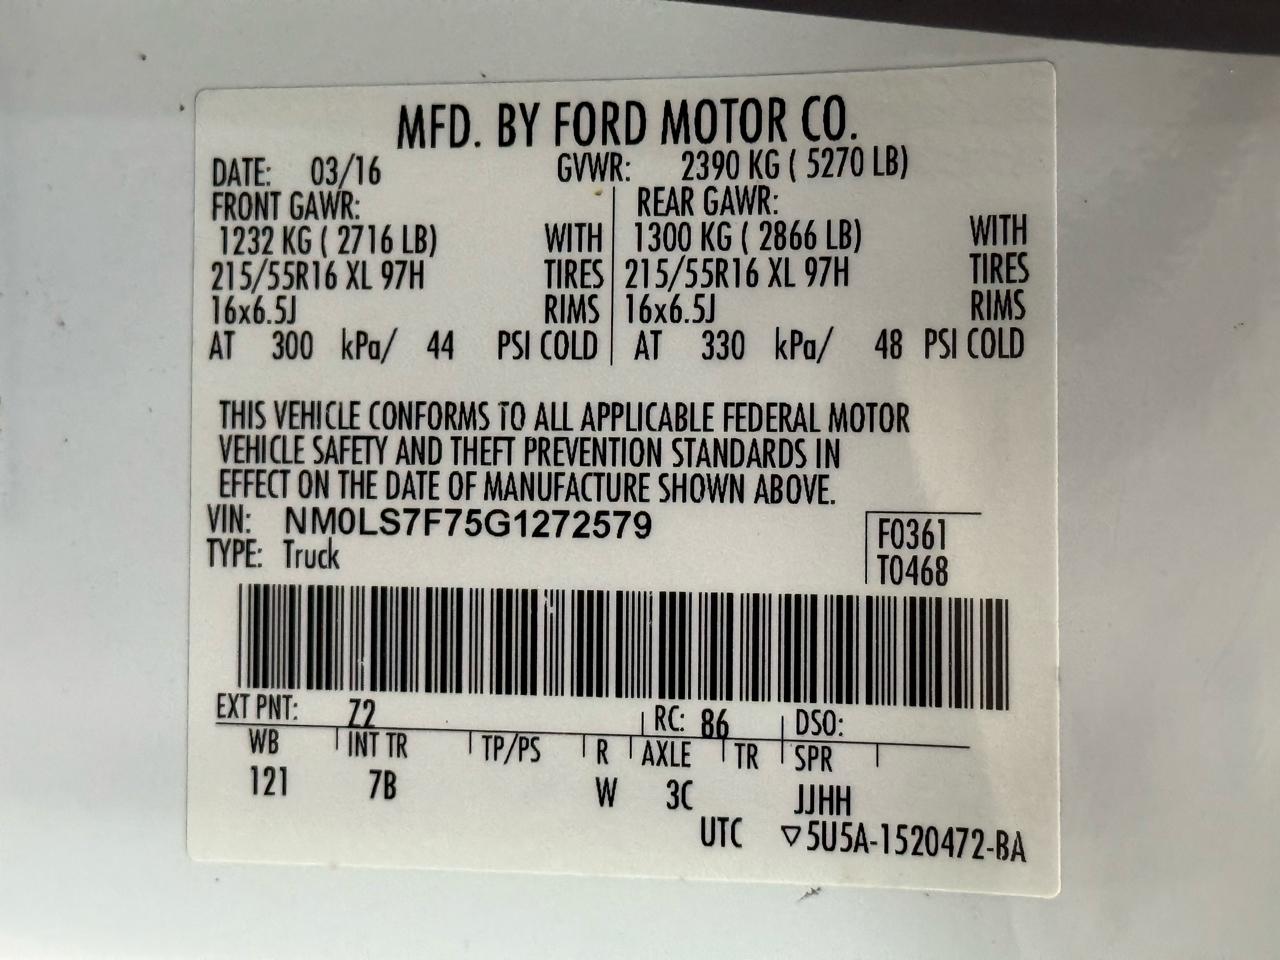 MFD. BY FORD MOTOR CO.
DATE: 03/16 GVWR: 2390 KG ( 5270 LB)
FRONT GAWR: REAR GAWR:
1232 KG ( 2716 LB) WITH 1300 KG ( 2866 LB) WITH
215/55R16 XL 97H TIRES 215/55R16 XL 97H TIRES
16x6.5J RIMS 16x6.5J RIMS
AT 300 kPa/ 44 PSI COLD AT 330 kPa/ 48 PSI COLD
THIS VEHICLE CONFORMS TO ALL APPLICABLE FEDERAL MOTOR
VEHICLE SAFETY AND THEFT PREVENTION STANDARDS IN
EFFECT ON THE DATE OF MANUFACTURE SHOWN ABOVE.
VIN: NM0LS7F75G1272579 F0361
TYPE: Truck T0468
EXT PNT: Z2 RC: 86 DSO:
WB INT TR TP/PS R AXLE TR SPR
121 7B W 3C JJHH
UTC ▽5U5A-1520472-BA